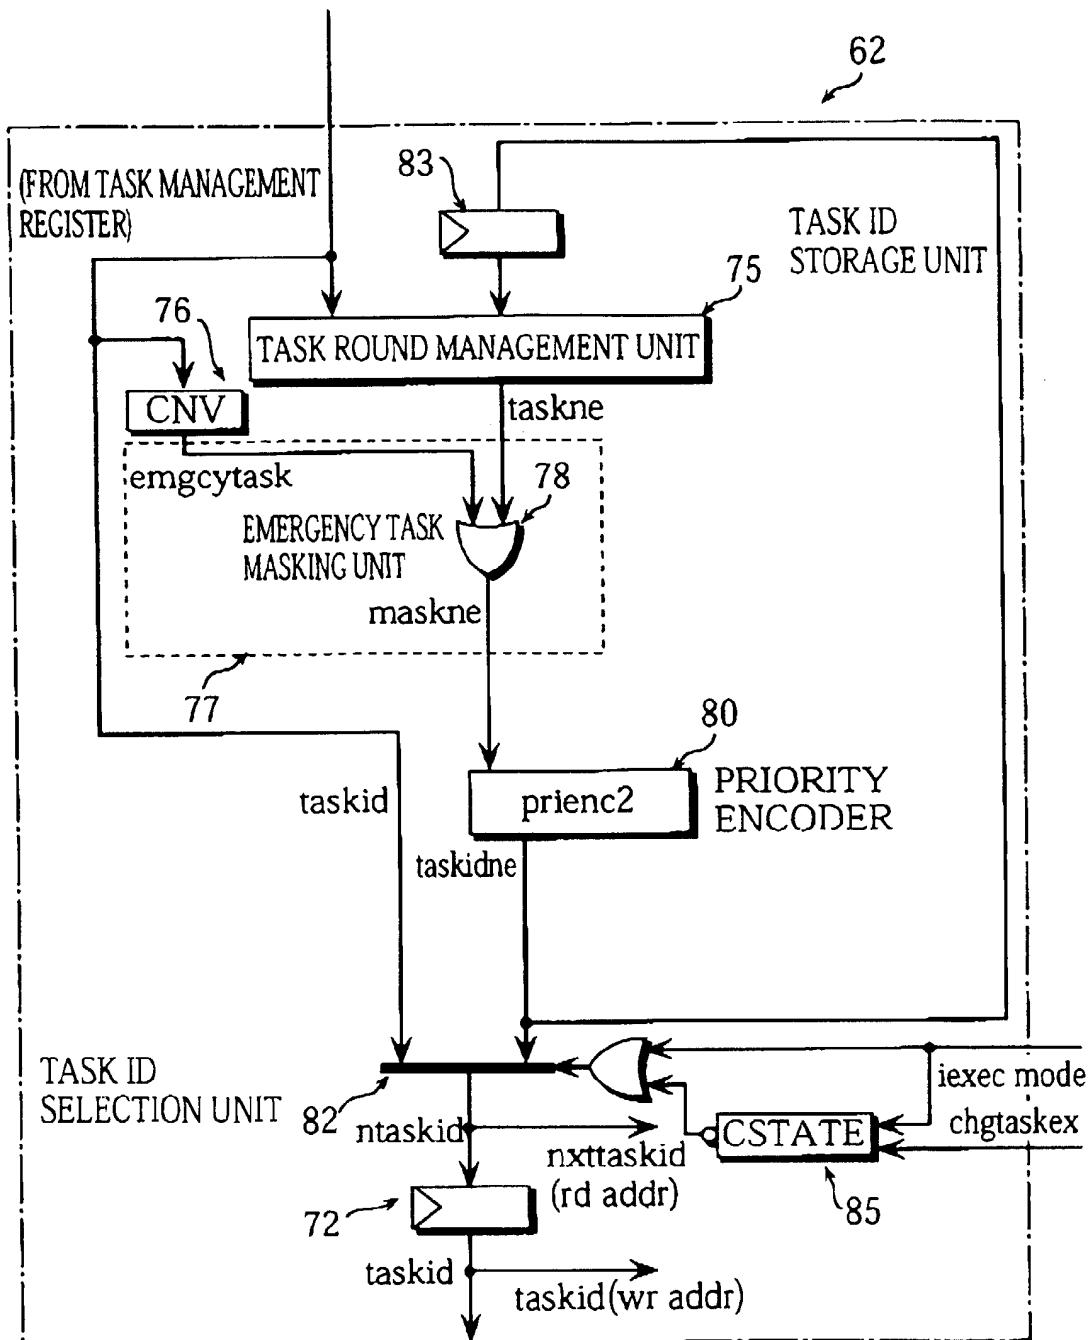 62
(FROM TASK MANAGEMENT
REGISTER)
83
TASK ID
STORAGE UNIT
75
76
TASK ROUND MANAGEMENT UNIT
CNV
taskne
emgcytask
78
EMERGENCY TASK
MASKING UNIT
maskne
77
80
taskid
prienc2
PRIORITY
ENCODER
taskidne
TASK ID
SELECTION UNIT
82
iexec mode
chgtaskex
CSTATE
85
ntaskid
nxttaskid
(rd addr)
72
taskid
taskid(wr addr)